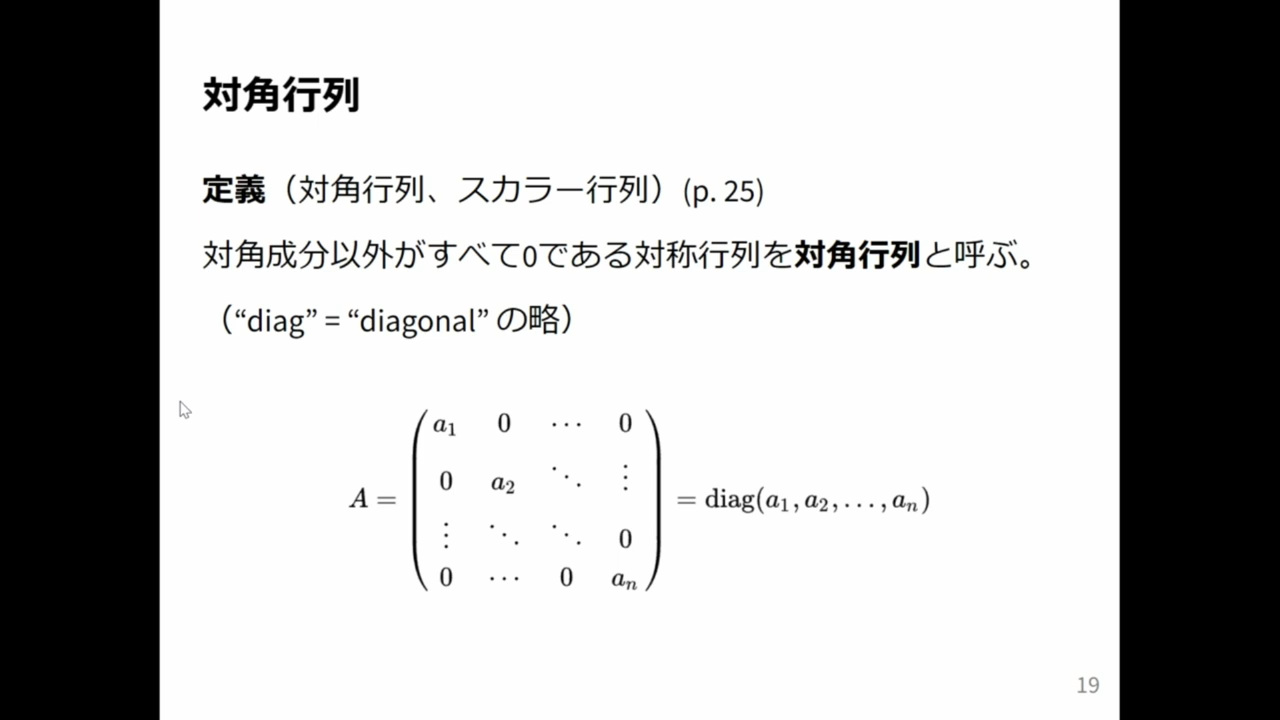 対角行列
定義（対角行列、スカラー行列）(p. 25)
対角成分以外がすべて0である対称行列を対角行列と呼ぶ。
（“diag” = “diagonal” の略）
a₁ 0 ⋯ 0
0 a₂ ⋱ ⋮
A = = diag(a₁, a₂, …, aₙ)
⋮ ⋱ ⋱ 0
0 ⋯ 0 aₙ
19